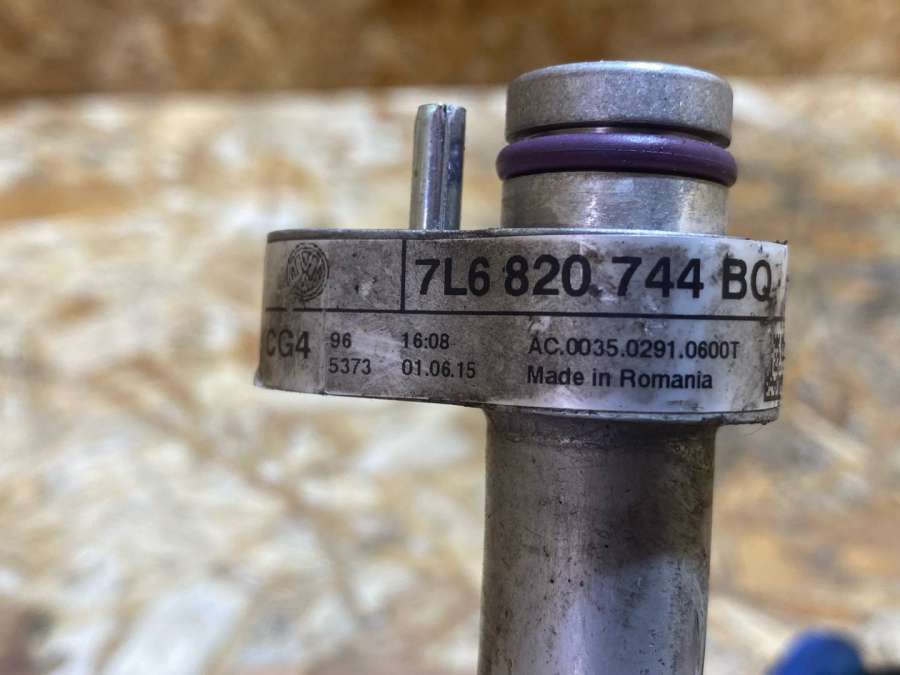 7L6 820 744 BQ
CG4 96 16:08 AC.0035.0291.0600T
5373 01.06.15 Made in Romania